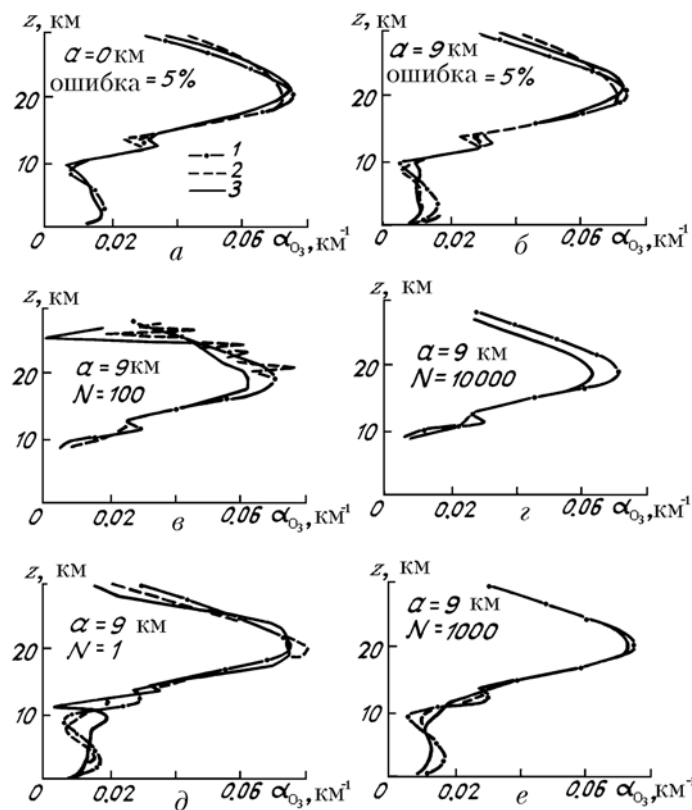 z, км
α = 0 км
ошибка = 5%
20
10
1
2
3
0
0.02
а
0.06
α_O₃, км⁻¹
z, км
α = 9 км
ошибка = 5%
20
10
0
0.02
б
0.06
α_O₃, км⁻¹
z, км
α = 9 км
N = 100
20
10
0
0.02
в
0.06
α_O₃, км⁻¹
z, км
α = 9 км
N = 10000
20
10
0
0.02
г
0.06
α_O₃, км⁻¹
z, км
α = 9 км
N = 1
20
10
0
0.02
д
0.06
α_O₃, км⁻¹
z, км
α = 9 км
N = 1000
20
10
0
0.02
е
0.06
α_O₃, км⁻¹